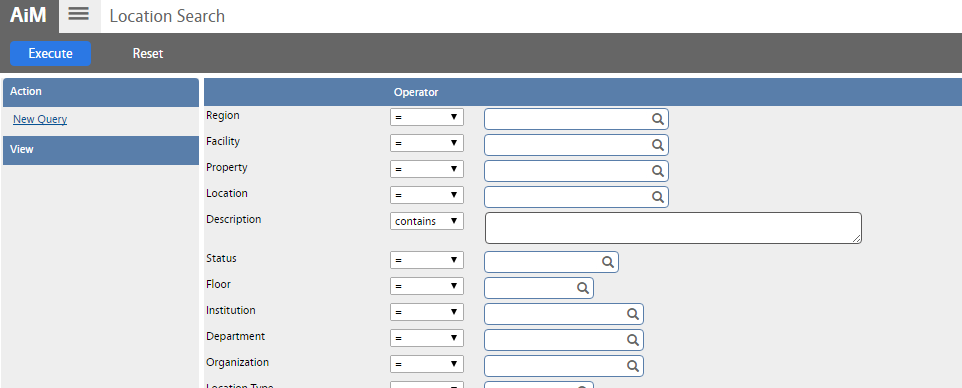 AiM Location Search
Execute Reset
Action
New Query
View
Operator
Region =
Facility =
Property =
Location =
Description contains
Status =
Floor =
Institution =
Department =
Organization =
Location Type